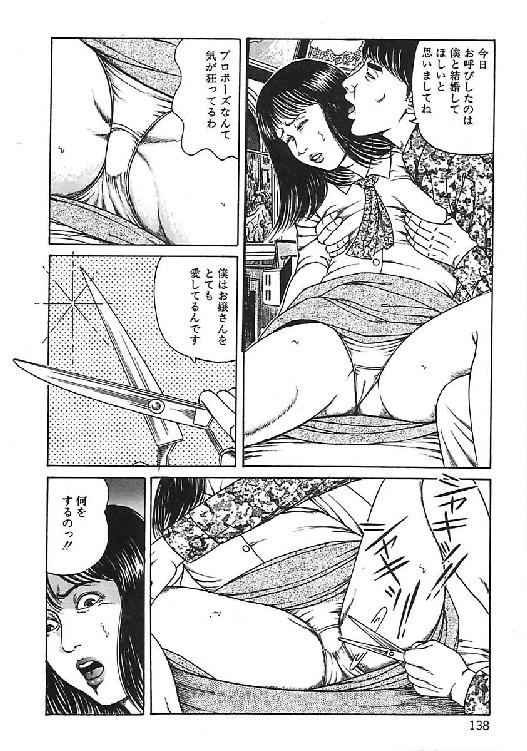 今日
お呼びしたのは
僕と結婚して
ほしいと
思いましてね
プロポーズなんて
気が狂ってるわ
僕はお嬢さんを
とても
愛してるんです
ジャキ
ジャキ
何を
するのっ!!
138